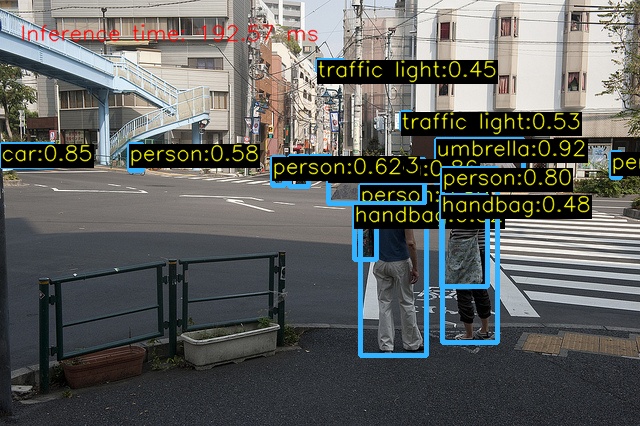 Inference time: 192.57 ms
traffic light:0.45
traffic light:0.53
umbrella:0.92
car:0.85
person:0.58
person:0.62
person:0.80
handbag:0.48
handbag